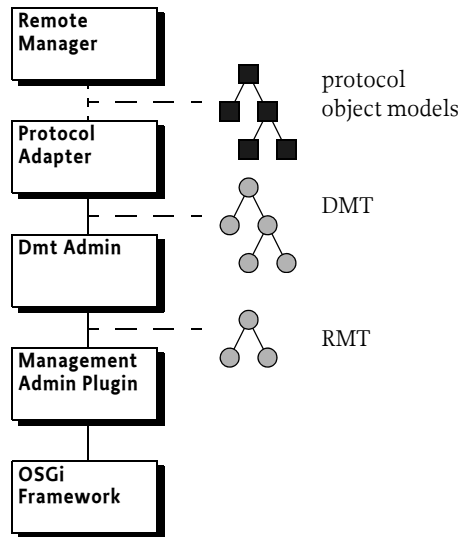 Remote
Manager
protocol
object models
Protocol
Adapter
DMT
Dmt Admin
RMT
Management
Admin Plugin
OSGi
Framework